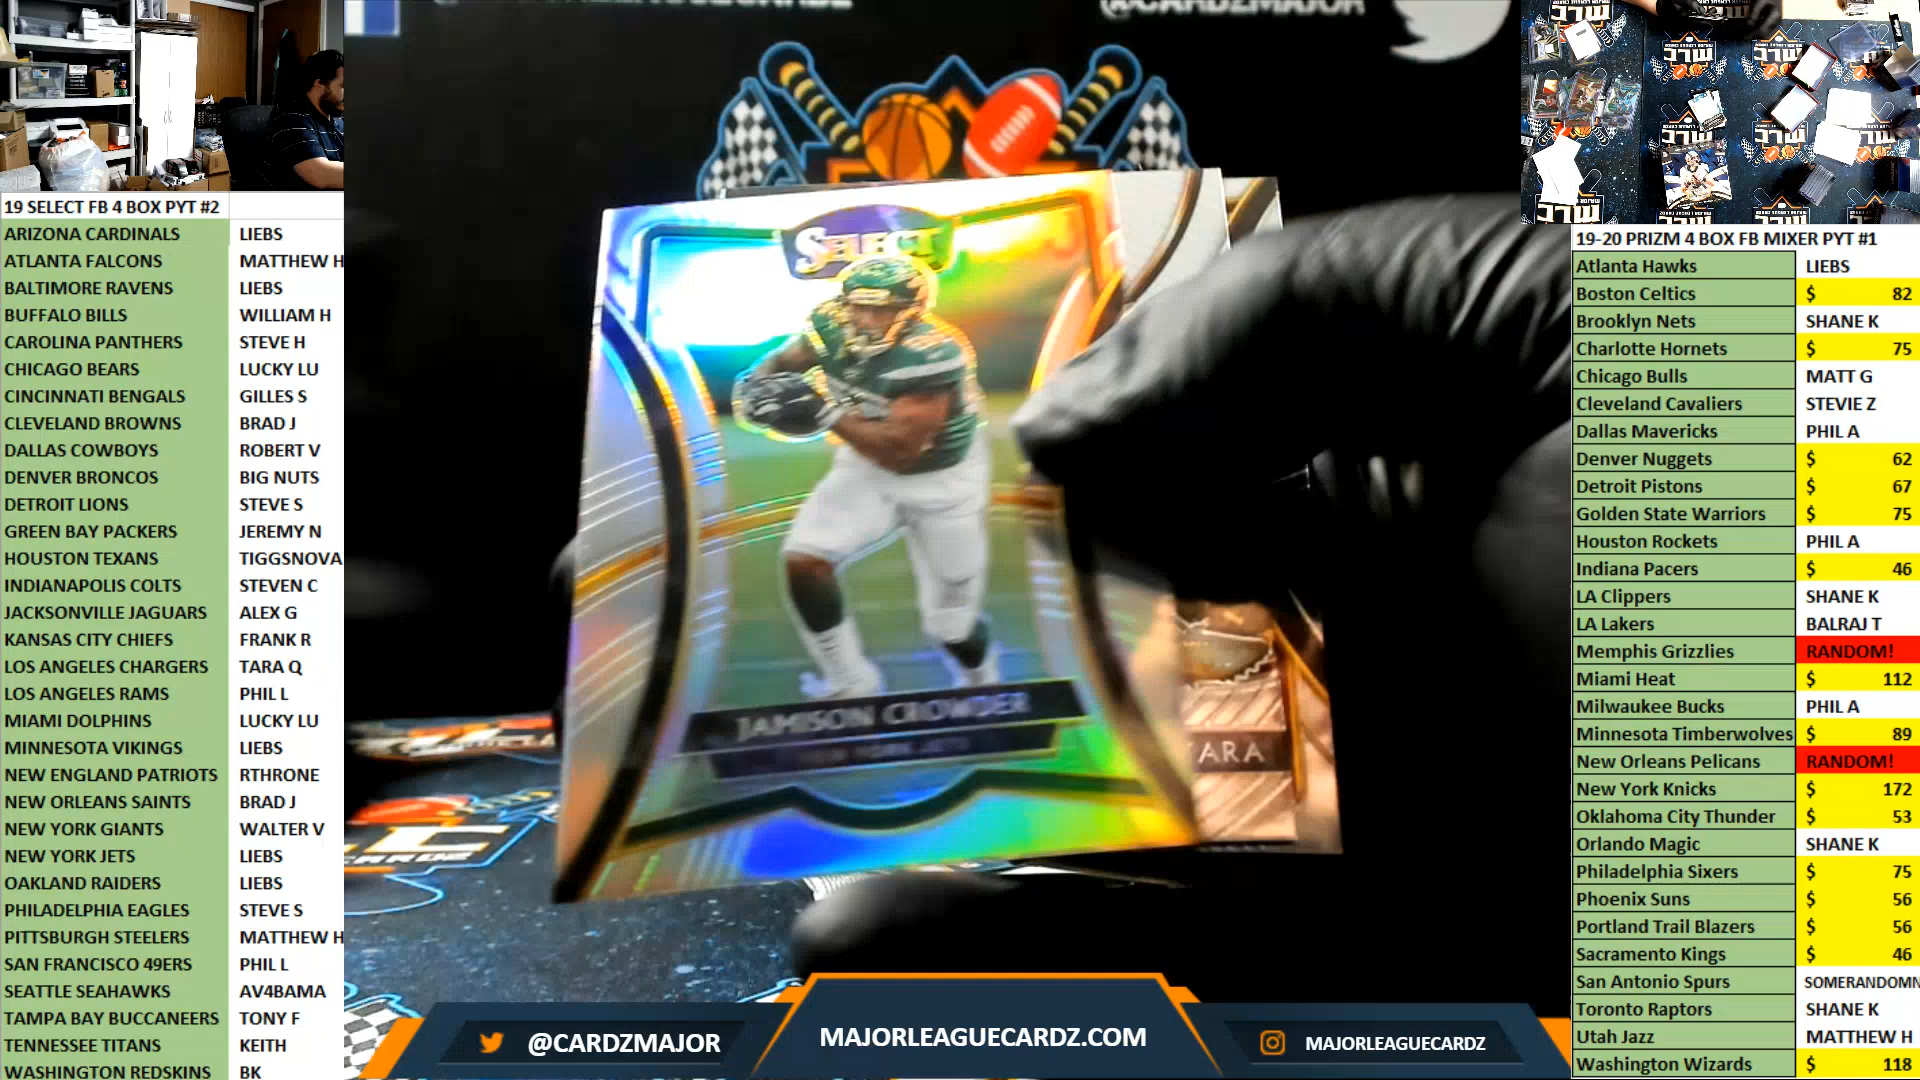 @CARDZMAJOR
19 SELECT FB 4 BOX PYT #2
ARIZONA CARDINALS LIEBS
ATLANTA FALCONS MATTHEW H
BALTIMORE RAVENS LIEBS
BUFFALO BILLS WILLIAM H
CAROLINA PANTHERS STEVE H
CHICAGO BEARS LUCKY LU
CINCINNATI BENGALS GILLES S
CLEVELAND BROWNS BRAD J
DALLAS COWBOYS ROBERT V
DENVER BRONCOS BIG NUTS
DETROIT LIONS STEVE S
GREEN BAY PACKERS JEREMY N
HOUSTON TEXANS TIGGSNOVA
INDIANAPOLIS COLTS STEVEN C
JACKSONVILLE JAGUARS ALEX G
KANSAS CITY CHIEFS FRANK R
LOS ANGELES CHARGERS TARA Q
LOS ANGELES RAMS PHIL L
MIAMI DOLPHINS LUCKY LU
MINNESOTA VIKINGS LIEBS
NEW ENGLAND PATRIOTS RTHRONE
NEW ORLEANS SAINTS BRAD J
NEW YORK GIANTS WALTER V
NEW YORK JETS LIEBS
OAKLAND RAIDERS LIEBS
PHILADELPHIA EAGLES STEVE S
PITTSBURGH STEELERS MATTHEW H
SAN FRANCISCO 49ERS PHIL L
SEATTLE SEAHAWKS AV4BAMA
TAMPA BAY BUCCANEERS TONY F
TENNESSEE TITANS KEITH
WASHINGTON REDSKINS BK
SELECT
JAMISON CROWDER
NEW YORK JETS
YARA
@CARDZMAJOR
MAJORLEAGUECARDZ.COM
MAJORLEAGUECARDZ
19-20 PRIZM 4 BOX FB MIXER PYT #1
Atlanta Hawks LIEBS
Boston Celtics $ 82
Brooklyn Nets SHANE K
Charlotte Hornets $ 75
Chicago Bulls MATT G
Cleveland Cavaliers STEVIE Z
Dallas Mavericks PHIL A
Denver Nuggets $ 62
Detroit Pistons $ 67
Golden State Warriors $ 75
Houston Rockets PHIL A
Indiana Pacers $ 46
LA Clippers SHANE K
LA Lakers BALRAJ T
Memphis Grizzlies RANDOM!
Miami Heat $ 112
Milwaukee Bucks PHIL A
Minnesota Timberwolves $ 89
New Orleans Pelicans RANDOM!
New York Knicks $ 172
Oklahoma City Thunder $ 53
Orlando Magic SHANE K
Philadelphia Sixers $ 75
Phoenix Suns $ 56
Portland Trail Blazers $ 56
Sacramento Kings $ 46
San Antonio Spurs SOMERANDOMN
Toronto Raptors SHANE K
Utah Jazz MATTHEW H
Washington Wizards $ 118